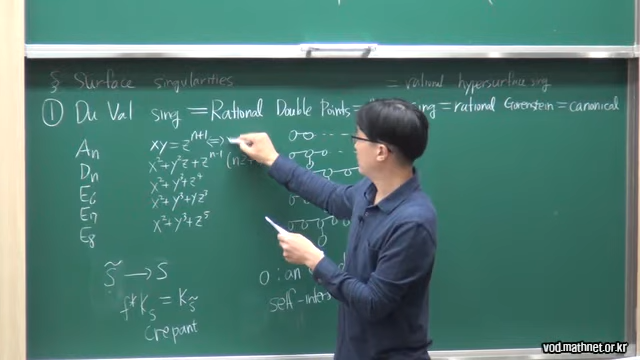 § Surface singularities = rational hypersurface sing
① Du Val sing = Rational Double Points = sing = rational Gorenstein = canonical
An xy = z^{n+1} ⇔
Dn x²+y²z+z^{n-1}
E6 x²+y³+z⁴
E7 x²+y³+yz³
E8 x²+y³+z⁵
S̃ → S
f*K_S = K_S̃
crepant
o : an
self-inters
vod.mathnet.or.kr